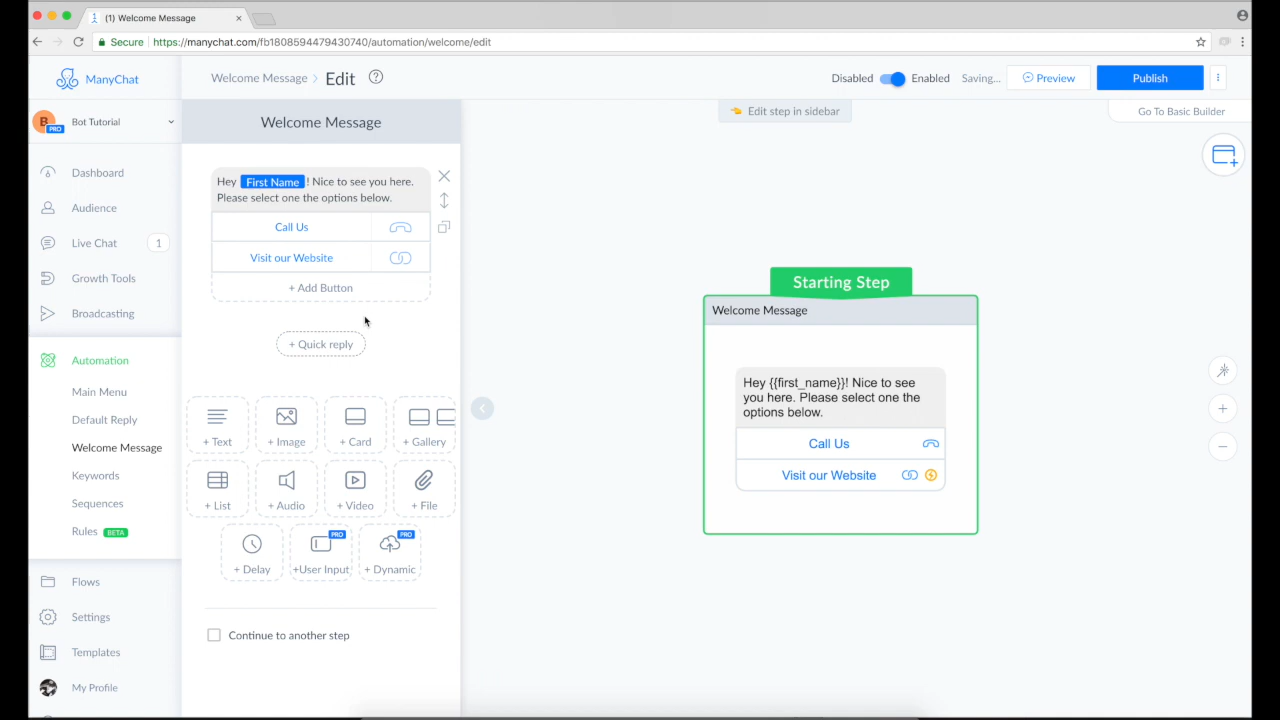 (1) Welcome Message
Secure
https://manychat.com/fb1808594479430740/automation/welcome/edit
ManyChat
Welcome Message > Edit ?
Disabled Enabled Saving... Preview Publish
B PRO Bot Tutorial
Welcome Message
Edit step in sidebar
Go To Basic Builder
Dashboard
Audience
Live Chat 1
Growth Tools
Broadcasting
Automation
Main Menu
Default Reply
Welcome Message
Keywords
Sequences
Rules BETA
Flows
Settings
Templates
My Profile
Hey First Name ! Nice to see you here.
Please select one the options below.
Call Us
Visit our Website
+ Add Button
+ Quick reply
+ Text + Image + Card + Gallery
+ List + Audio + Video + File
PRO PRO
+ Delay +User Input + Dynamic
Continue to another step
Starting Step
Welcome Message
Hey {{first_name}}! Nice to see
you here. Please select one the
options below.
Call Us
Visit our Website